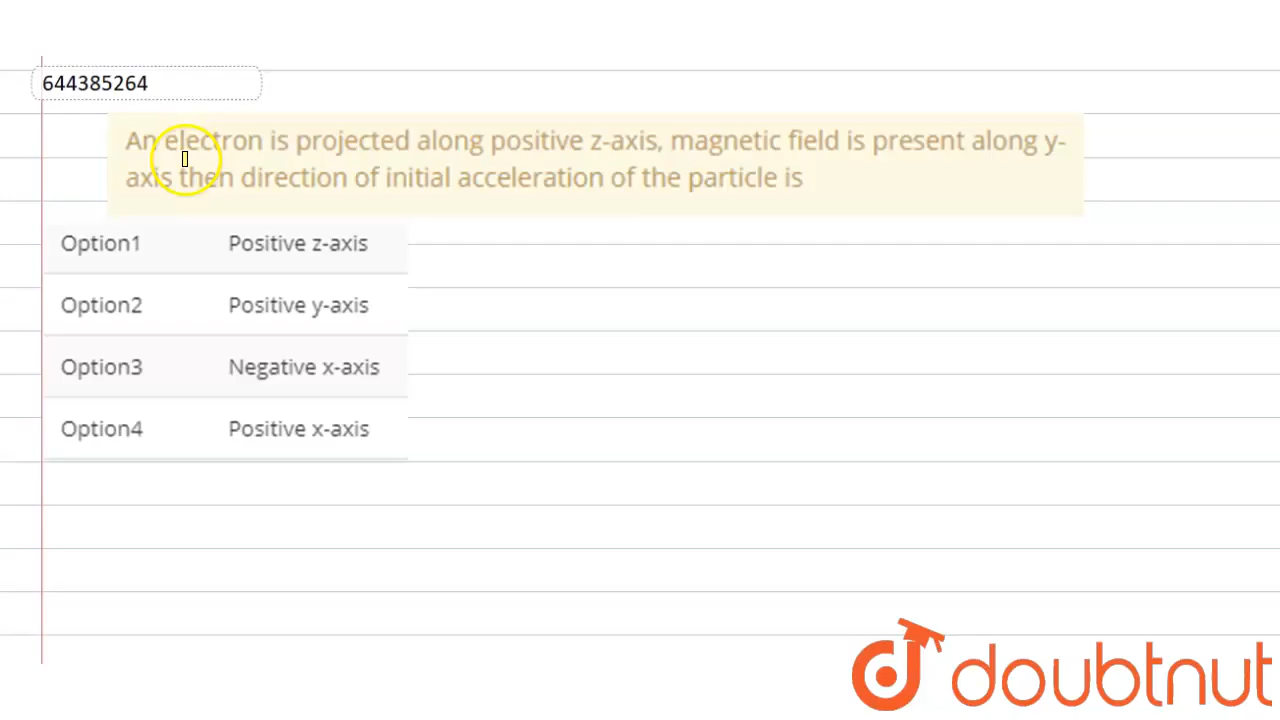 644385264
An electron is projected along positive z-axis, magnetic field is present along y-
axis then direction of initial acceleration of the particle is
Option1 Positive z-axis
Option2 Positive y-axis
Option3 Negative x-axis
Option4 Positive x-axis
doubtnut